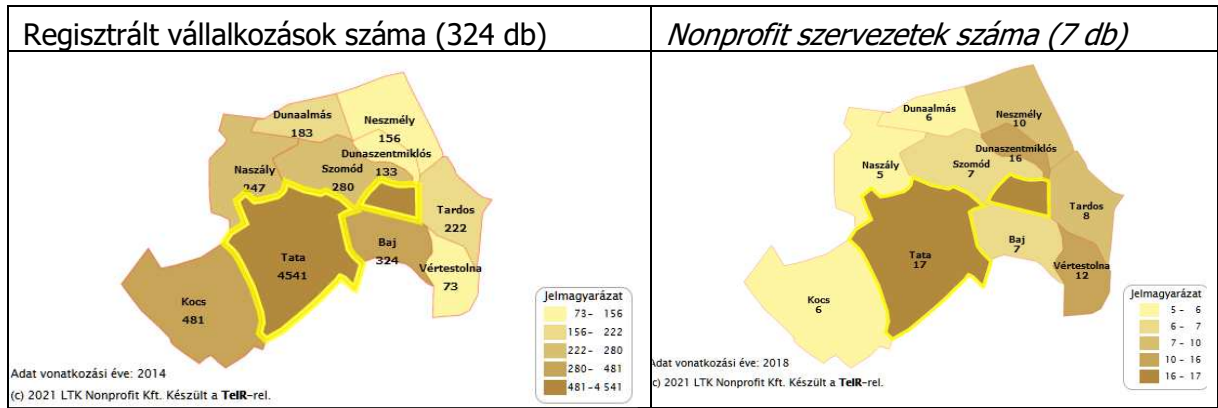 Regisztrált vállalkozások száma (324 db)
Dunaalmás
183
Neszmély
156
Dunaszentmiklós
133
Naszály
247
Szomód
280
Tardos
222
Baj
324
Tata
4541
Vértestolna
73
Kocs
481
Jelmagyarázat
73- 156
156- 222
222- 280
280- 481
481-4 541
Adat vonatkozási éve: 2014
(c) 2021 LTK Nonprofit Kft. Készült a TeIR-rel.
Nonprofit szervezetek száma (7 db)
Dunaalmás
6
Neszmély
10
Dunaszentmiklós
16
Naszály
5
Szomód
7
Tardos
8
Baj
7
Tata
17
Vértestolna
12
Kocs
6
Jelmagyarázat
5 - 6
6 - 7
7 - 10
10 - 16
16 - 17
Adat vonatkozási éve: 2018
c) 2021 LTK Nonprofit Kft. Készült a TeIR-rel.